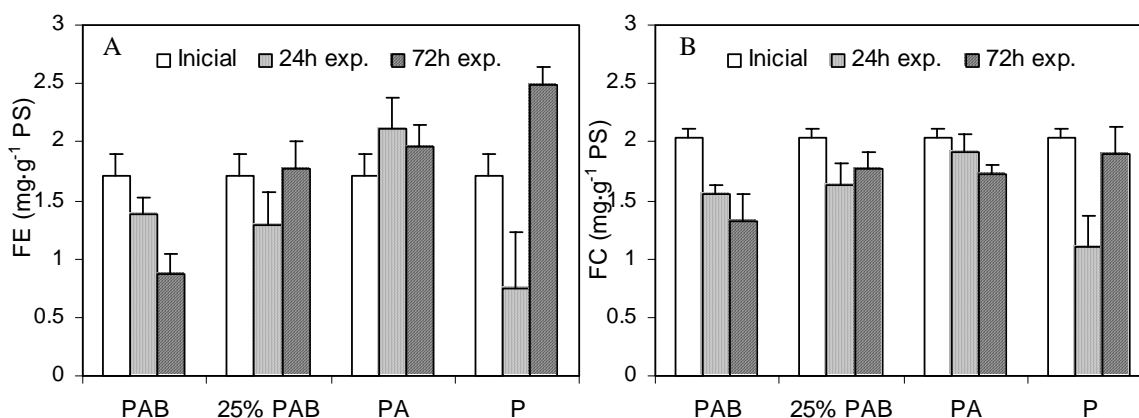 A
Inicial 24h exp. 72h exp.
FE (mg·g-1 PS)
3
2.5
2
1.5
1
0.5
0
PAB 25% PAB PA P
B
Inicial 24h exp. 72h exp.
FC (mg·g-1 PS)
3
2.5
2
1.5
1
0.5
0
PAB 25% PAB PA P